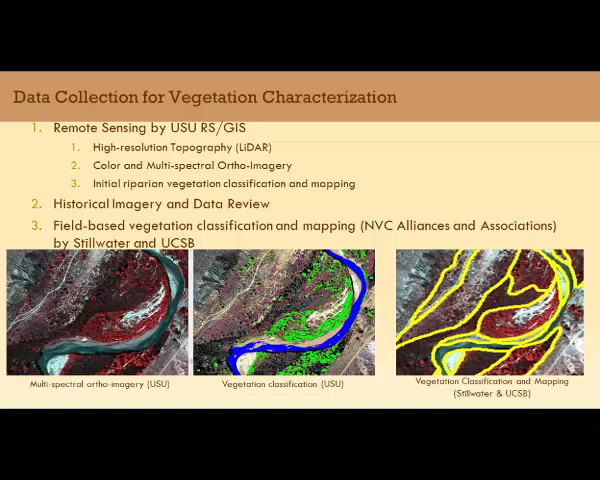 Data Collection for Vegetation Characterization
1. Remote Sensing by USU RS/GIS
1. High-resolution Topography (LiDAR)
2. Color and Multi-spectral Ortho-Imagery
3. Initial riparian vegetation classification and mapping
2. Historical Imagery and Data Review
3. Field-based vegetation classification and mapping (NVC Alliances and Associations)
by Stillwater and UCSB
Multi-spectral ortho-imagery (USU)
Vegetation classification (USU)
Vegetation Classification and Mapping
(Stillwater & UCSB)